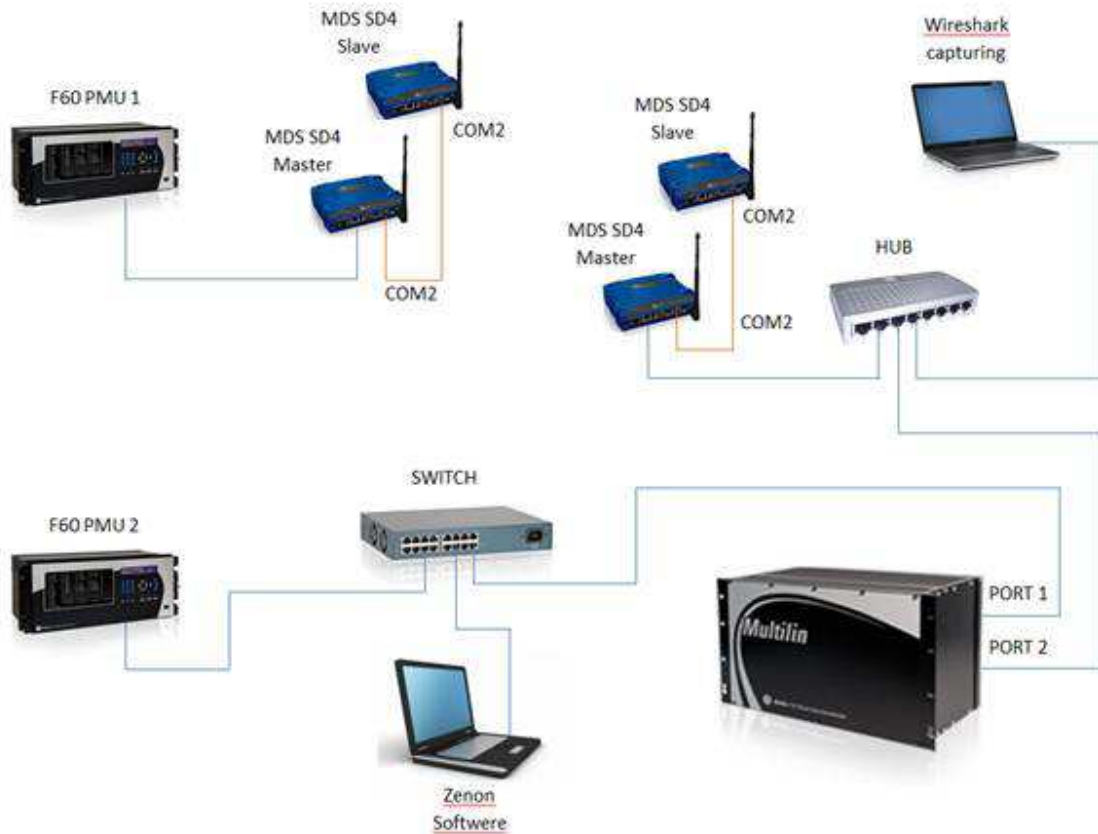 MDS SD4
Slave
Wireshark
capturing
F60 PMU 1
MDS SD4
Master
COM2
MDS SD4
Slave
COM2
MDS SD4
Master
COM2
HUB
COM2
SWITCH
F60 PMU 2
Multilin
PORT 1
PORT 2
Zenon
Softwere